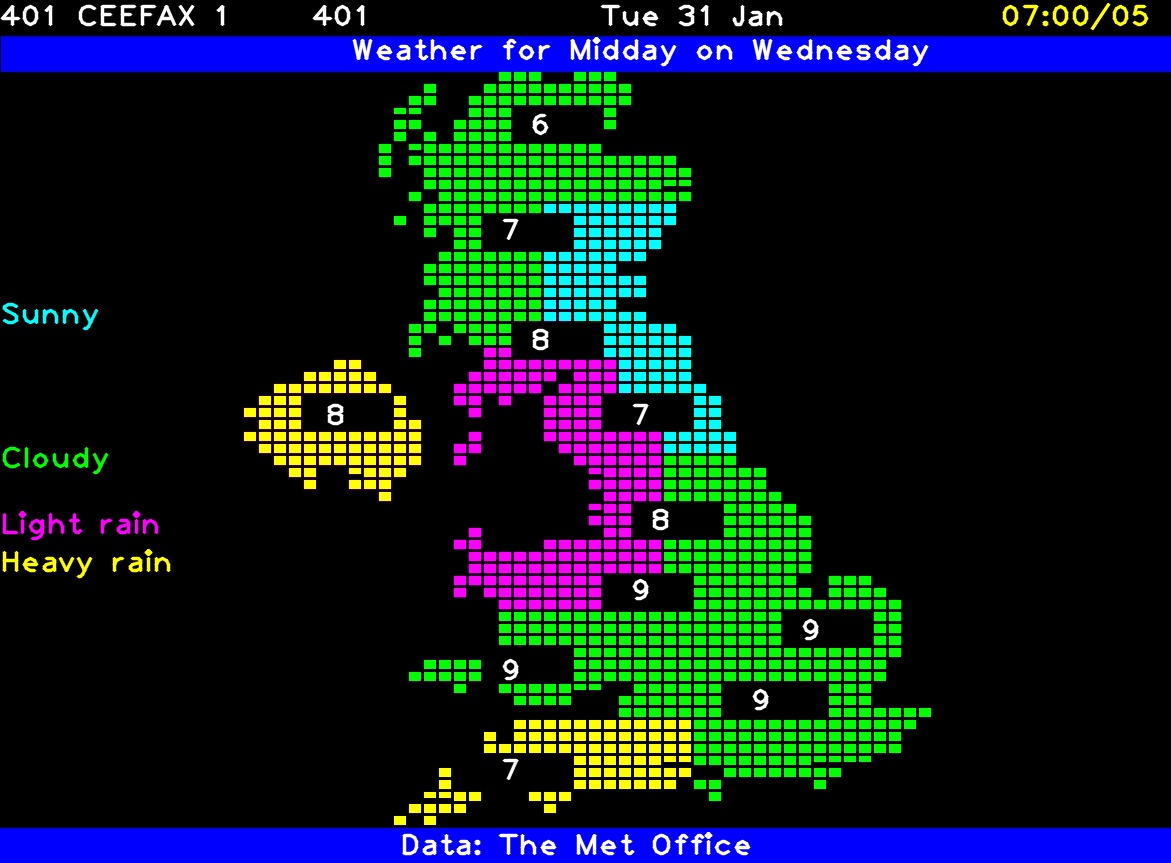 401 CEEFAX 1 401 Tue 31 Jan 07:00/05
Weather for Midday on Wednesday
6
7
Sunny
8
8
7
Cloudy
Light rain
8
Heavy rain
9
9
9
9
7
Data: The Met Office